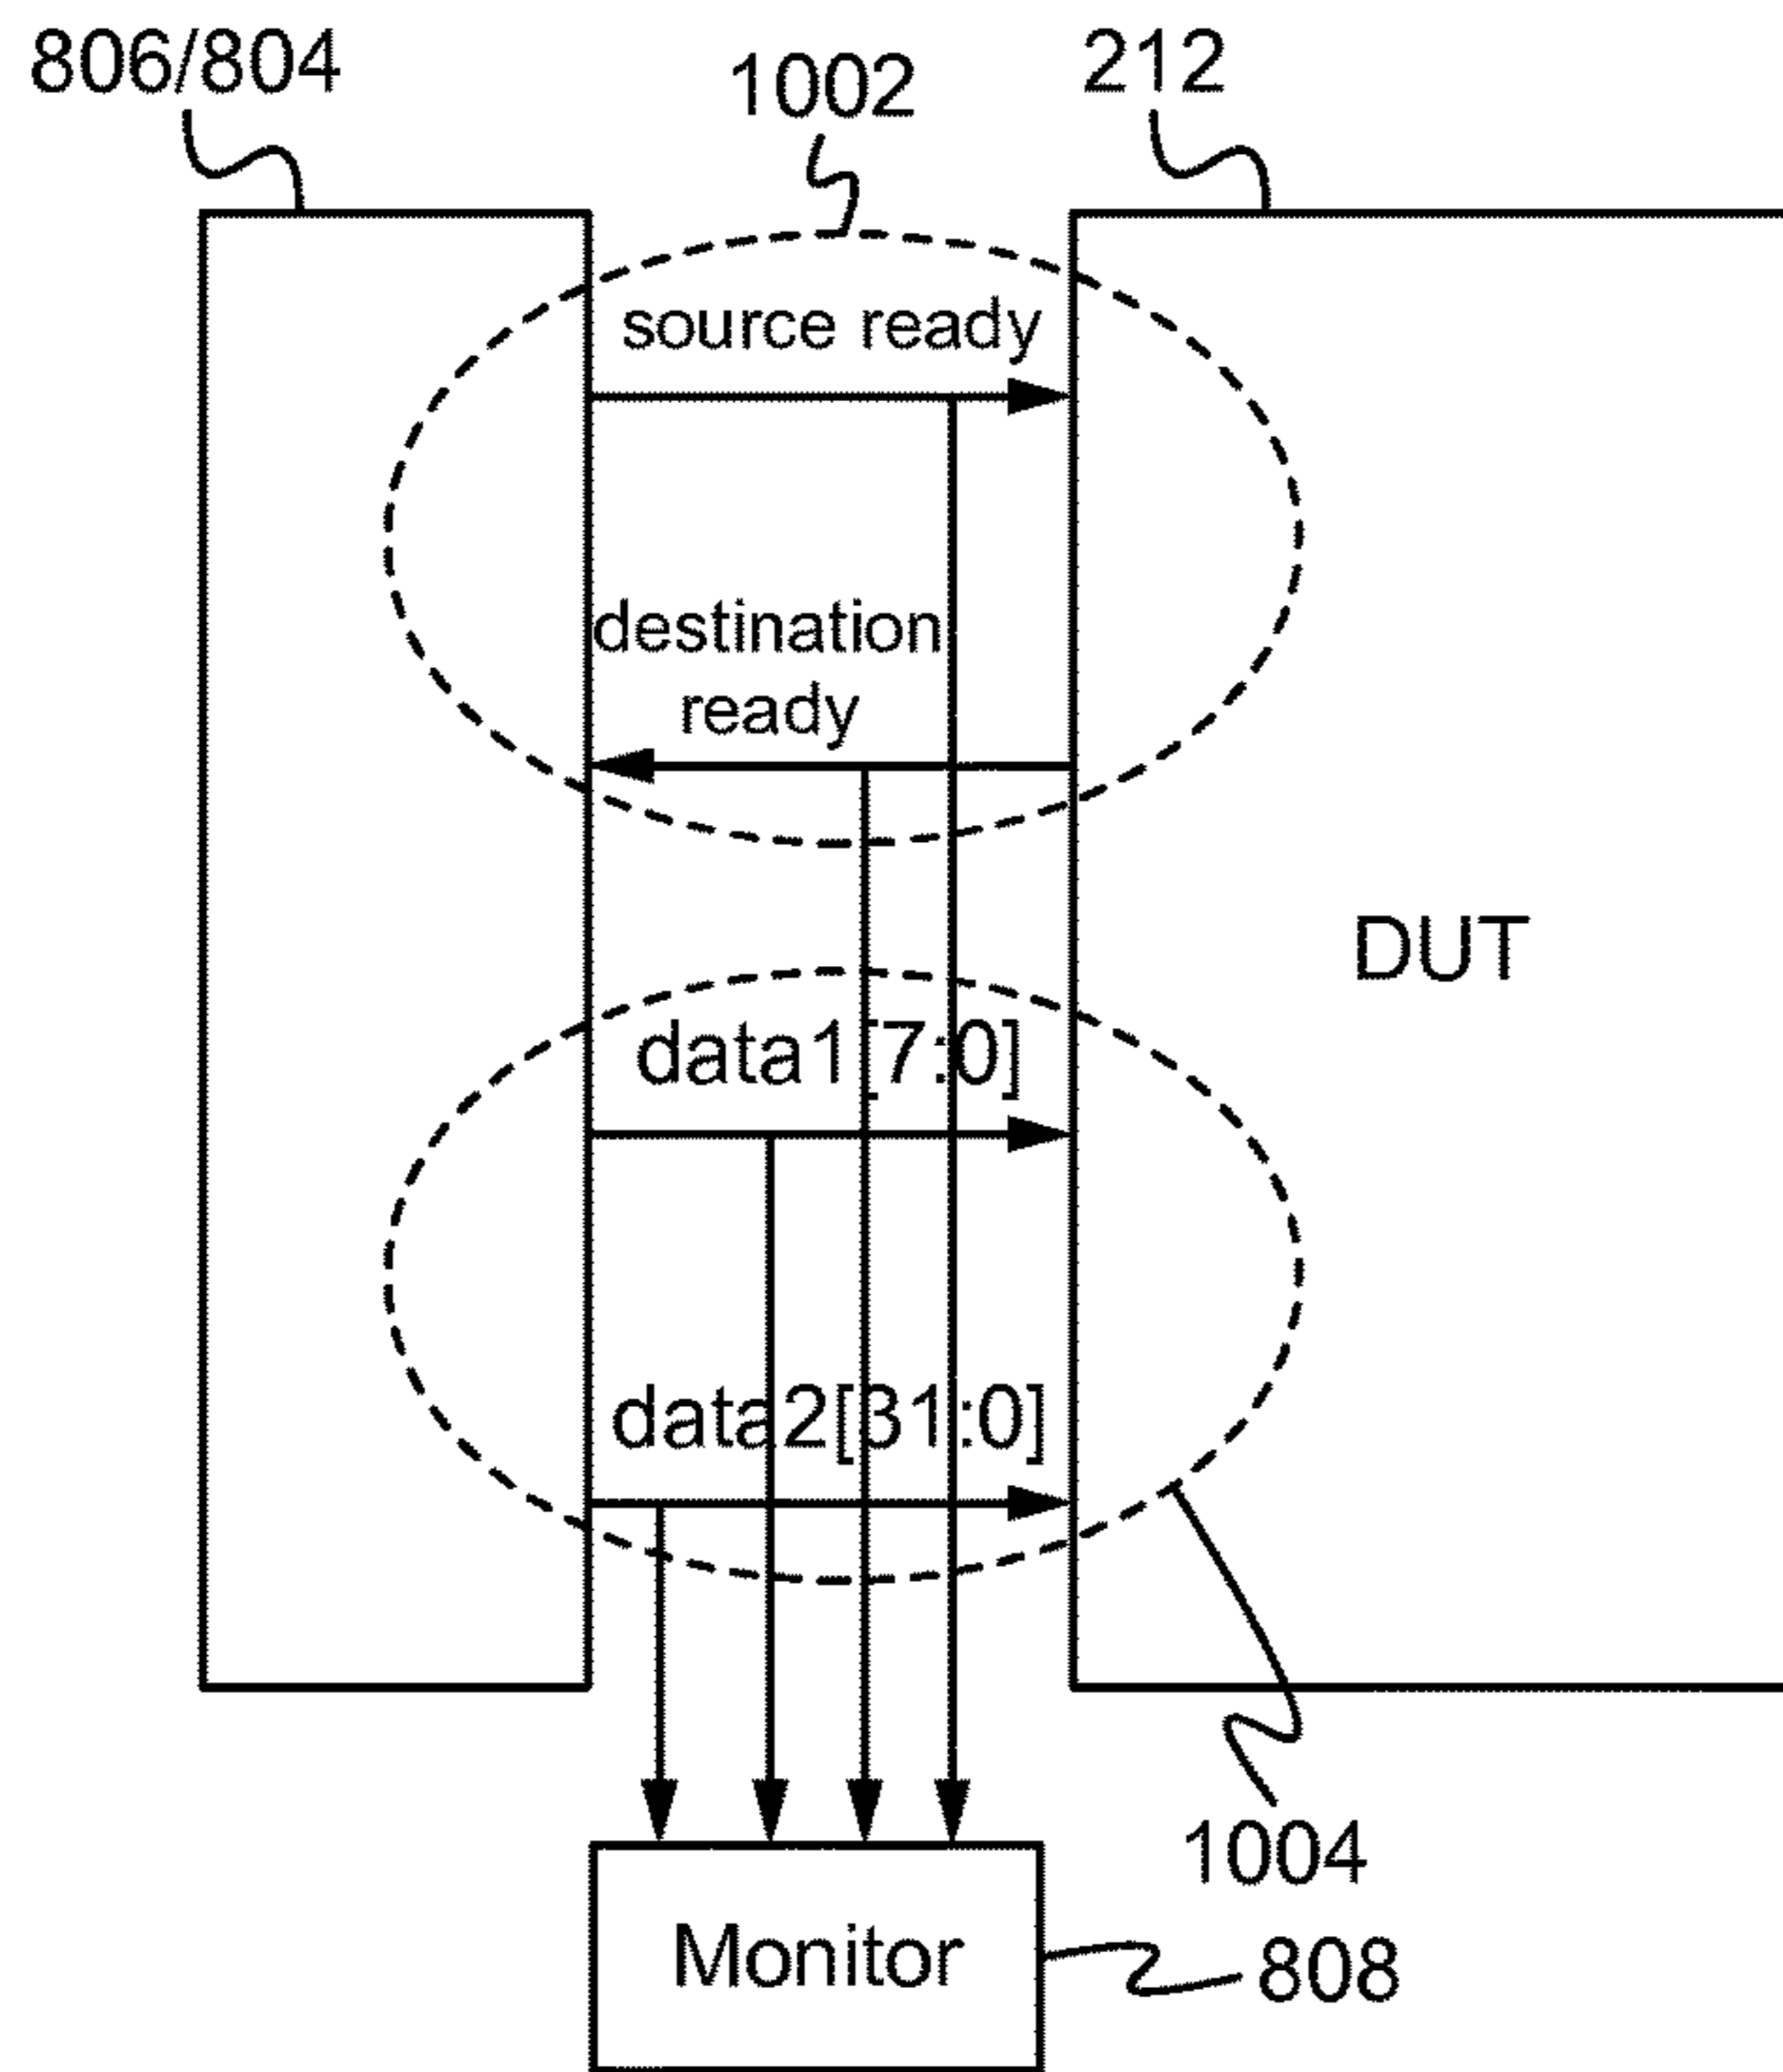 806/804
1002
212
source ready
destination
ready
DUT
data1[7:0]
data2[31:0]
1004
Monitor
808